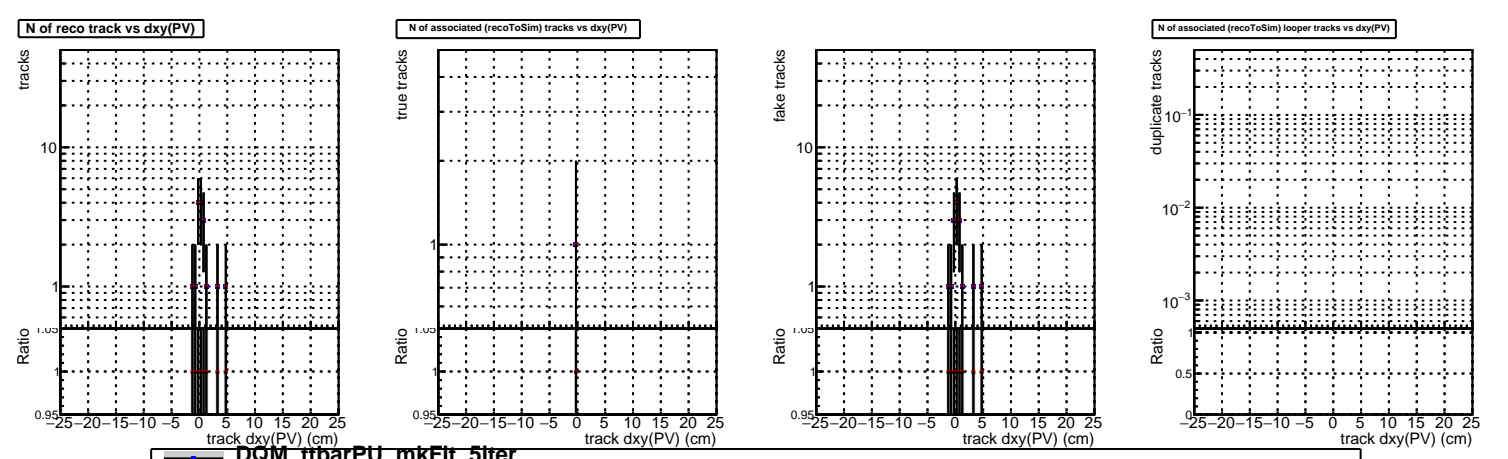 N of reco track vs dxy(PV)
tracks
10
1
1.05
Ratio
1
0.95
−25 −20 −15 −10 −5 0 5 10 15 20 25
track dxy(PV) (cm)
N of associated (recoToSim) tracks vs dxy(PV)
true tracks
1
1.05
Ratio
1
0.95
−25 −20 −15 −10 −5 0 5 10 15 20 25
track dxy(PV) (cm)
fake tracks
10
1
1.05
Ratio
1
0.95
−25 −20 −15 −10 −5 0 5 10 15 20 25
track dxy(PV) (cm)
N of associated (recoToSim) looper tracks vs dxy(PV)
duplicate tracks
10⁻¹
10⁻²
10⁻³
Ratio
1
0.5
0
−25 −20 −15 −10 −5 0 5 10 15 20 25
track dxy(PV) (cm)
DQM_ttbarPU_mkFit_5iter